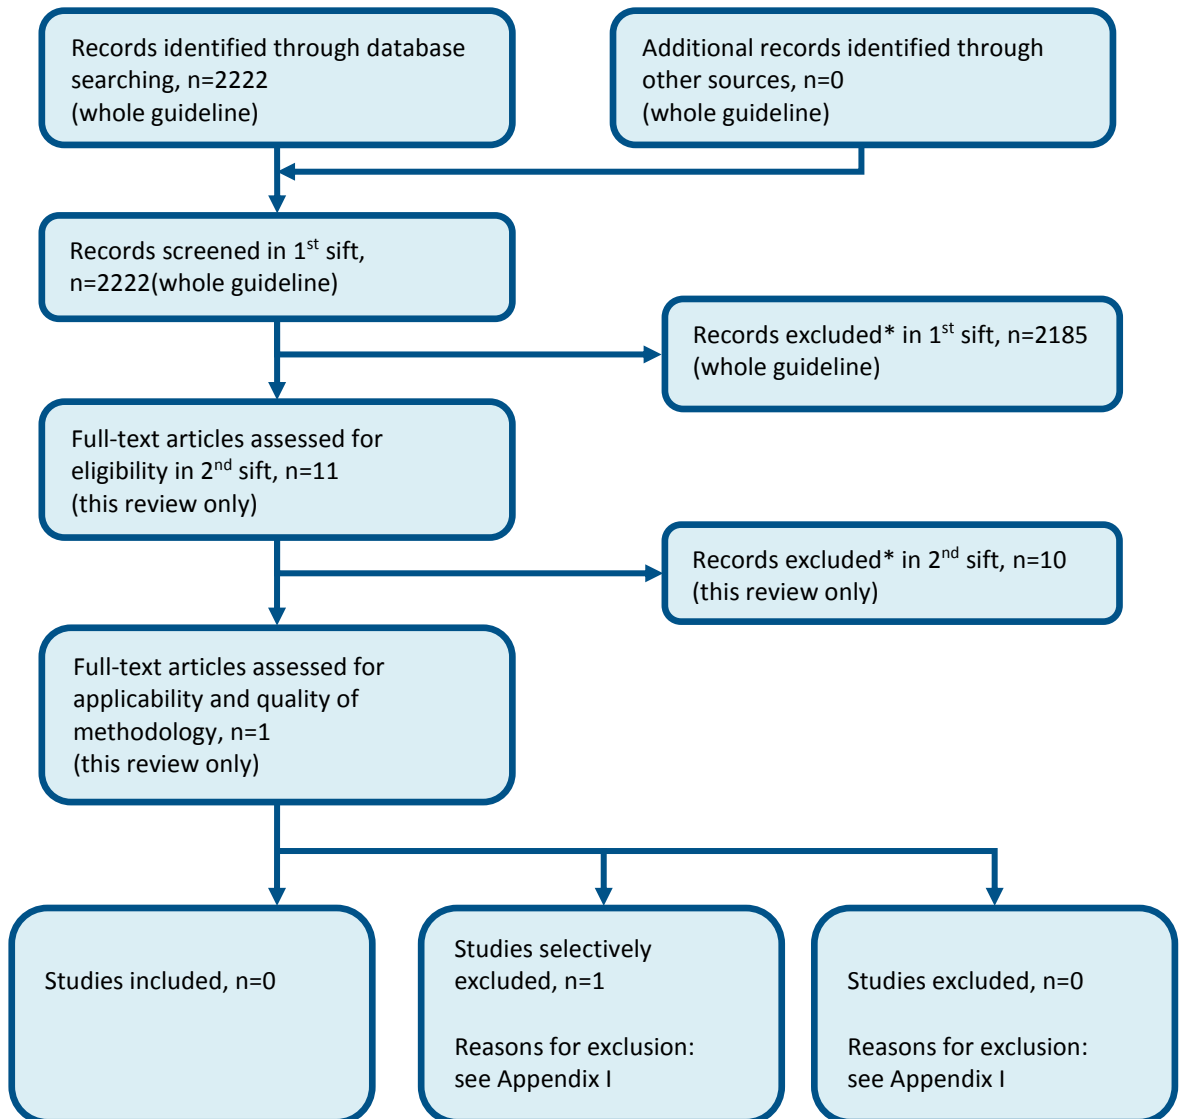 Records identified through database
searching, n=2222
(whole guideline)
Additional records identified through
other sources, n=0
(whole guideline)
Records screened in 1st sift,
n=2222(whole guideline)
Records excluded* in 1st sift, n=2185
(whole guideline)
Full-text articles assessed for
eligibility in 2nd sift, n=11
(this review only)
Records excluded* in 2nd sift, n=10
(this review only)
Full-text articles assessed for
applicability and quality of
methodology, n=1
(this review only)
Studies included, n=0
Studies selectively
excluded, n=1
Reasons for exclusion:
see Appendix I
Studies excluded, n=0
Reasons for exclusion:
see Appendix I